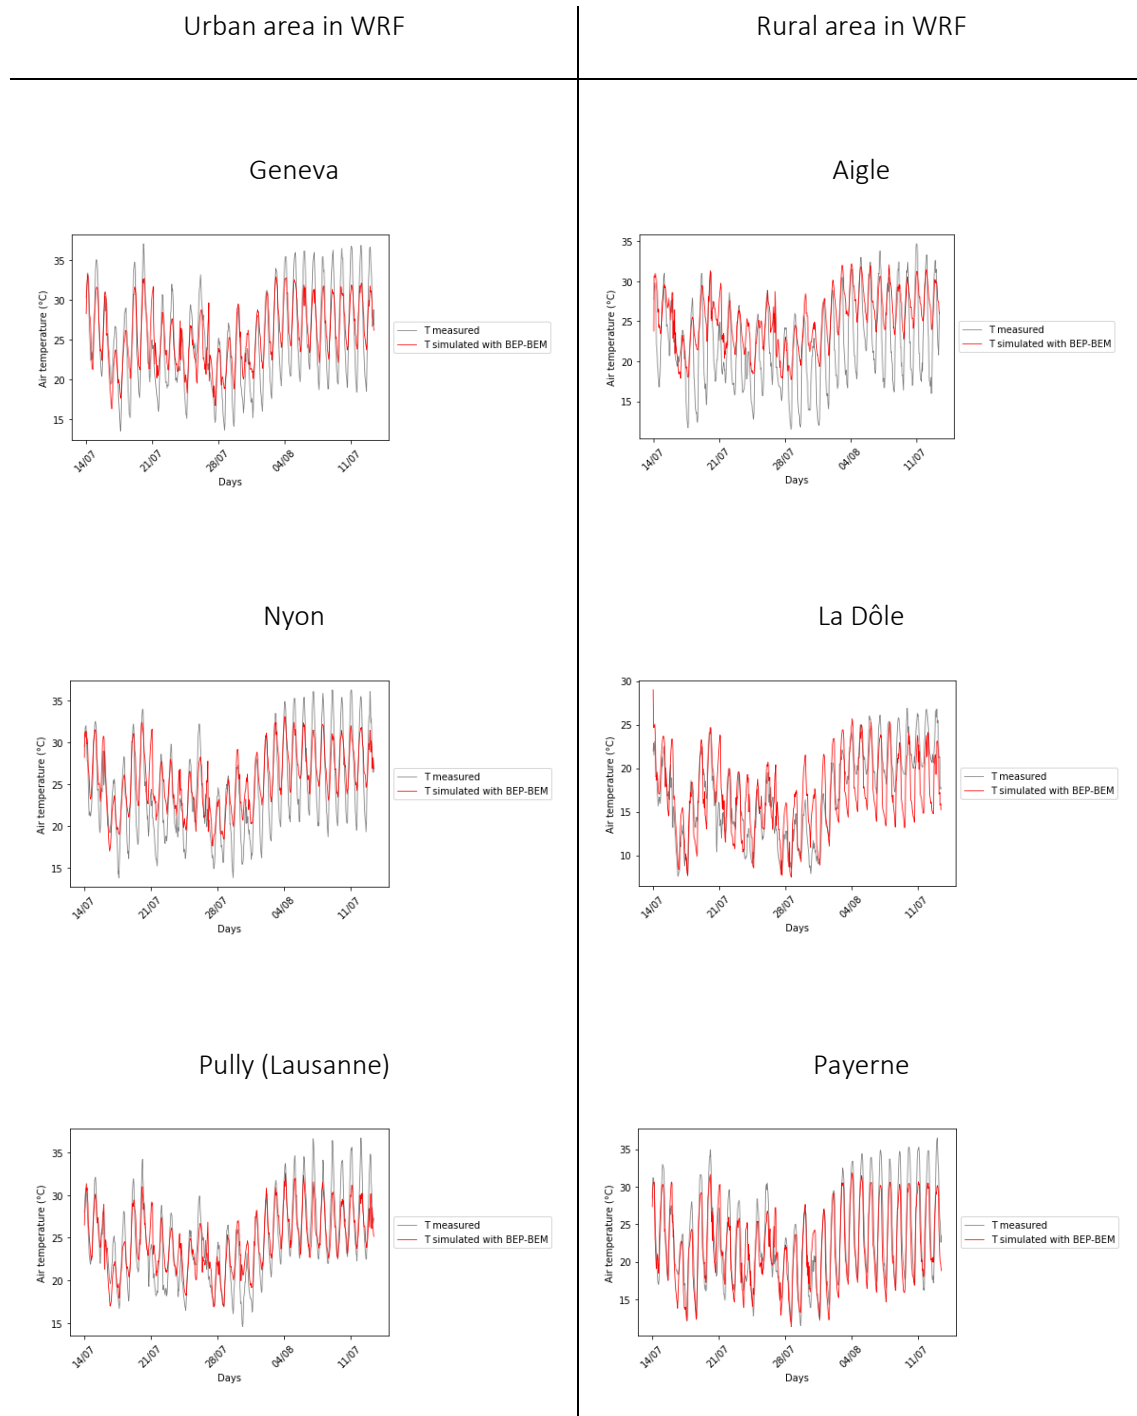 Urban area in WRF
Rural area in WRF
Geneva
Air temperature (°C)
35
30
25
20
15
14/07
21/07
28/07
04/08
11/07
Days
T measured
T simulated with BEP-BEM
Aigle
Air temperature (°C)
35
30
25
20
15
14/07
21/07
28/07
04/08
11/07
Days
T measured
T simulated with BEP-BEM
Nyon
Air temperature (°C)
35
30
25
20
15
14/07
21/07
28/07
04/08
11/07
Days
T measured
T simulated with BEP-BEM
La Dôle
Air temperature (°C)
30
25
20
15
10
14/07
21/07
28/07
04/08
11/07
Days
T measured
T simulated with BEP-BEM
Pully (Lausanne)
Air temperature (°C)
35
30
25
20
15
14/07
21/07
28/07
04/08
11/07
Days
T measured
T simulated with BEP-BEM
Payerne
Air temperature (°C)
35
30
25
20
15
14/07
21/07
28/07
04/08
11/07
Days
T measured
T simulated with BEP-BEM